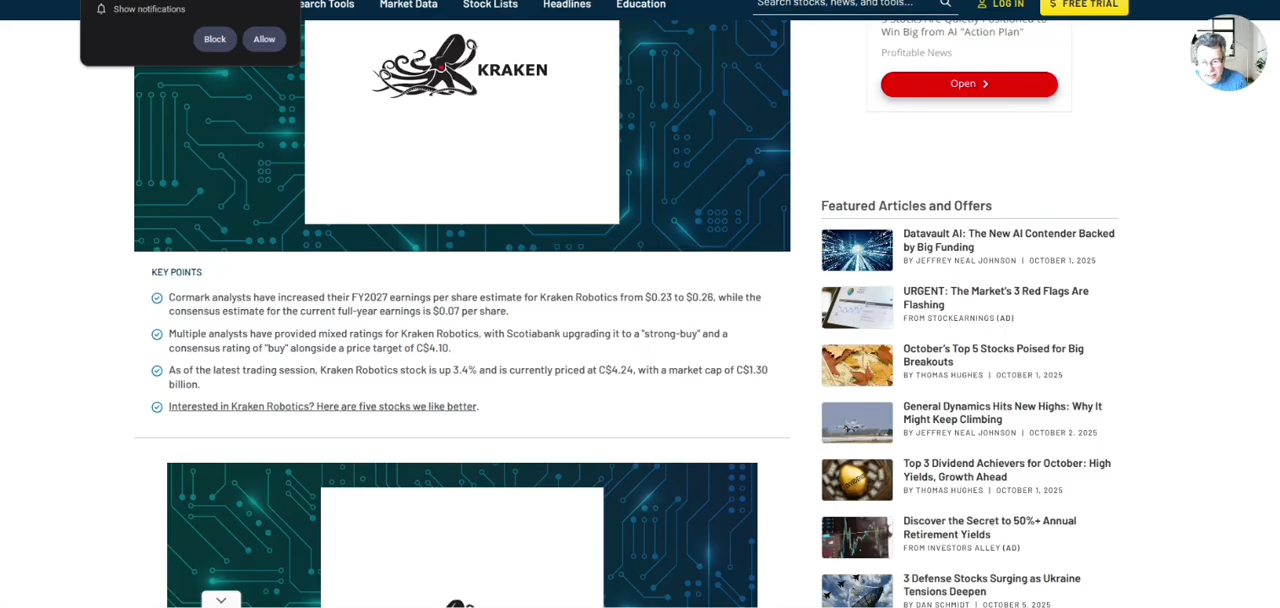 Show notifications
Block
Allow
earch Tools
Market Data
Stock Lists
Headlines
Education
Search stocks, news, and tools...
LOG IN
$ FREE TRIAL
KRAKEN
KEY POINTS
Cormark analysts have increased their FY2027 earnings per share estimate for Kraken Robotics from $0.23 to $0.26, while the
consensus estimate for the current full-year earnings is $0.07 per share.
Multiple analysts have provided mixed ratings for Kraken Robotics, with Scotiabank upgrading it to a "strong-buy" and a
consensus rating of "buy" alongside a price target of C$4.10.
As of the latest trading session, Kraken Robotics stock is up 3.4% and is currently priced at C$4.24, with a market cap of C$1.30
billion.
Interested in Kraken Robotics? Here are five stocks we like better.
5 Stocks Are Quietly Positioned to
Win Big from AI "Action Plan"
Profitable News
Open
Featured Articles and Offers
Datavault AI: The New AI Contender Backed
by Big Funding
BY JEFFREY NEAL JOHNSON | OCTOBER 1, 2025
URGENT: The Market's 3 Red Flags Are
Flashing
FROM STOCKEARNINGS (AD)
October's Top 5 Stocks Poised for Big
Breakouts
BY THOMAS HUGHES | OCTOBER 1, 2025
General Dynamics Hits New Highs: Why It
Might Keep Climbing
BY JEFFREY NEAL JOHNSON | OCTOBER 2, 2025
Top 3 Dividend Achievers for October: High
Yields, Growth Ahead
BY THOMAS HUGHES | OCTOBER 1, 2025
Discover the Secret to 50%+ Annual
Retirement Yields
FROM INVESTORS ALLEY (AD)
3 Defense Stocks Surging as Ukraine
Tensions Deepen
BY DAN SCHMIDT | OCTOBER 5, 2025